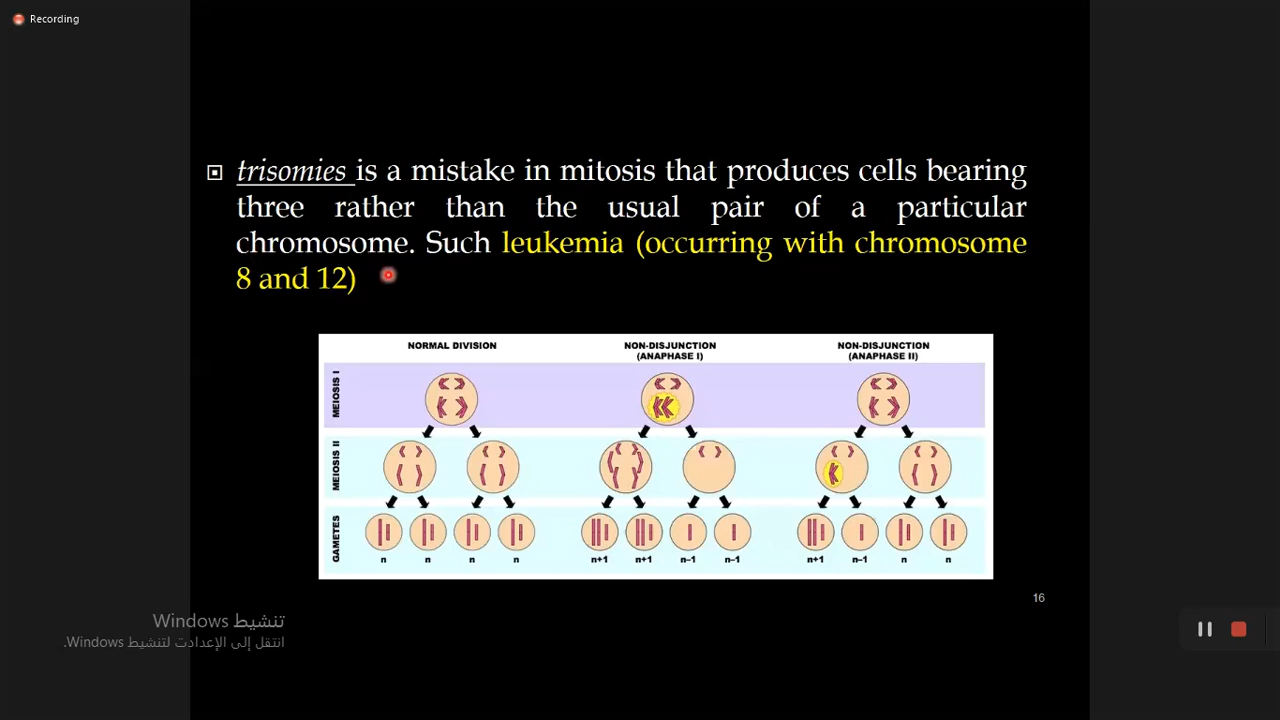 Recording
trisomies is a mistake in mitosis that produces cells bearing
three rather than the usual pair of a particular
chromosome. Such leukemia (occurring with chromosome
8 and 12)
NORMAL DIVISION
NON-DISJUNCTION
(ANAPHASE I)
NON-DISJUNCTION
(ANAPHASE II)
MEIOSIS I
MEIOSIS II
GAMETES
n n n n n+1 n+1 n-1 n-1 n+1 n-1 n n
16
تنشيط Windows
انتقل إلى الإعدادت لتنشيط Windows.